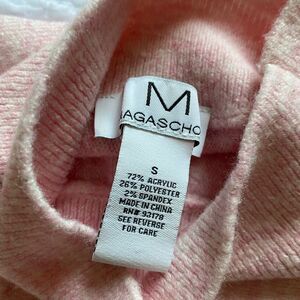 M
MAGASCHONI
S
72% ACRYLIC
26% POLYESTER
2% SPANDEX
MADE IN CHINA
RN# 93178
SEE REVERSE
FOR CARE